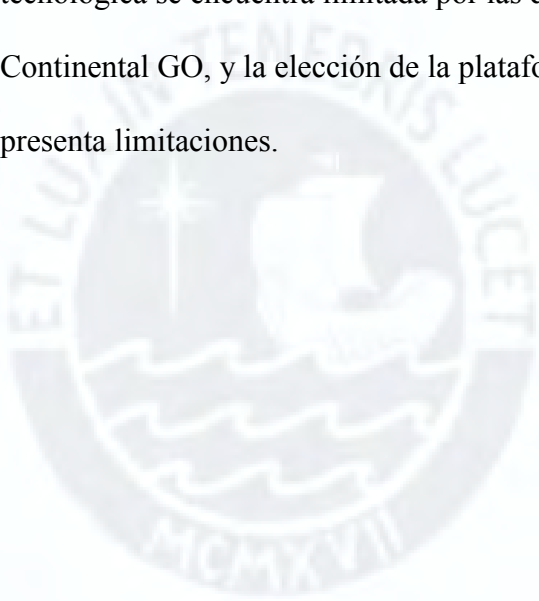 tecnológica se encuentra limitada por las
Continental GO, y la elección de la
presenta limitaciones.
ET LUX IN TENEBRIS LUCET
MCMXVII